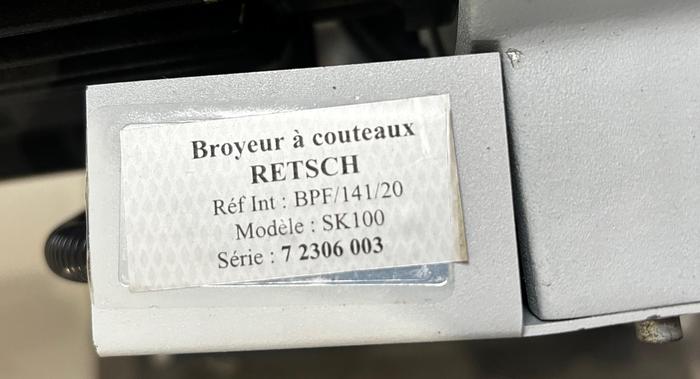 Broyeur à couteaux
RETSCH
Réf Int : BPF/141/20
Modèle : SK100
Série : 7 2306 003